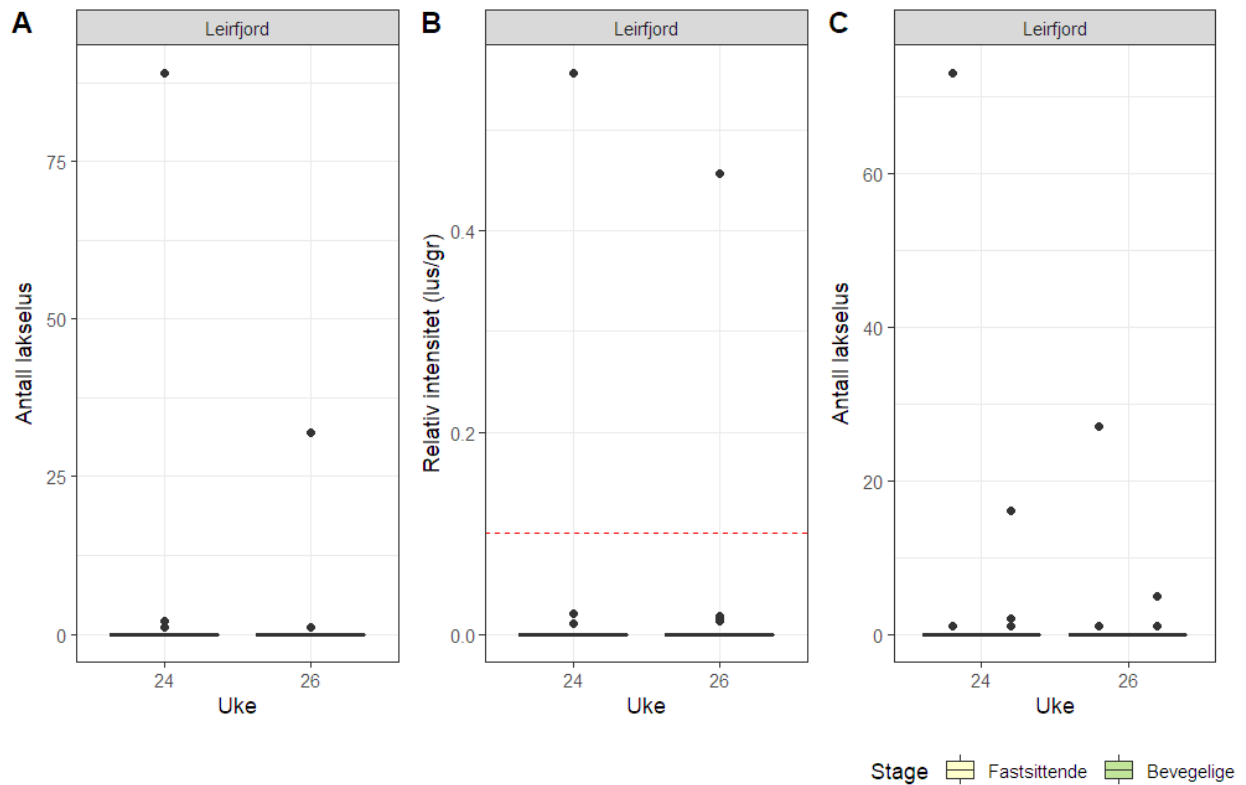 A
Leirfjord
Antall lakselus
75
50
25
0
24
26
Uke
B
Leirfjord
Relativ intensitet (lus/gr)
0.4
0.2
0.0
24
26
Uke
C
Leirfjord
Antall lakselus
60
40
20
0
24
26
Uke
Stage Fastsittende Bevegelige